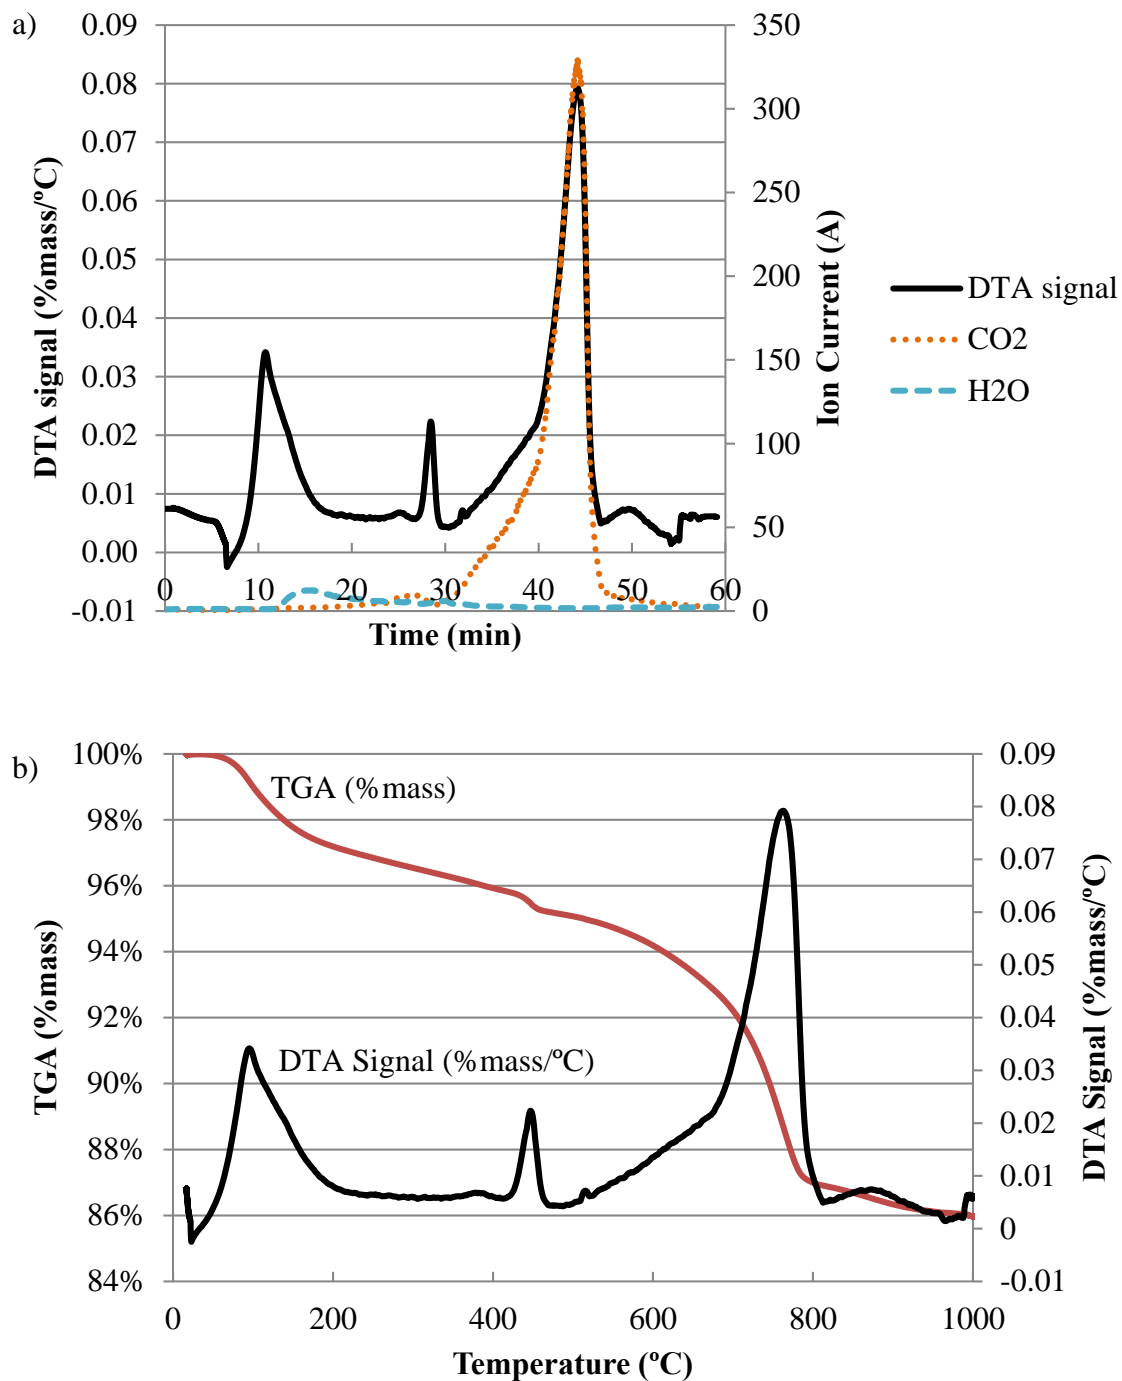 a)
0.09
0.08
0.07
0.06
0.05
0.04
0.03
0.02
0.01
0.00
-0.01
DTA signal (%mass/ºC)
0 10 20 30 40 50 60
Time (min)
350
300
250
200
150
100
50
0
Ion Current (A)
DTA signal
CO2
H2O
b)
100%
98%
96%
94%
92%
90%
88%
86%
84%
TGA (%mass)
TGA (%mass)
DTA Signal (%mass/ºC)
0 200 400 600 800 1000
Temperature (ºC)
0.09
0.08
0.07
0.06
0.05
0.04
0.03
0.02
0.01
0
-0.01
DTA Signal (%mass/ºC)